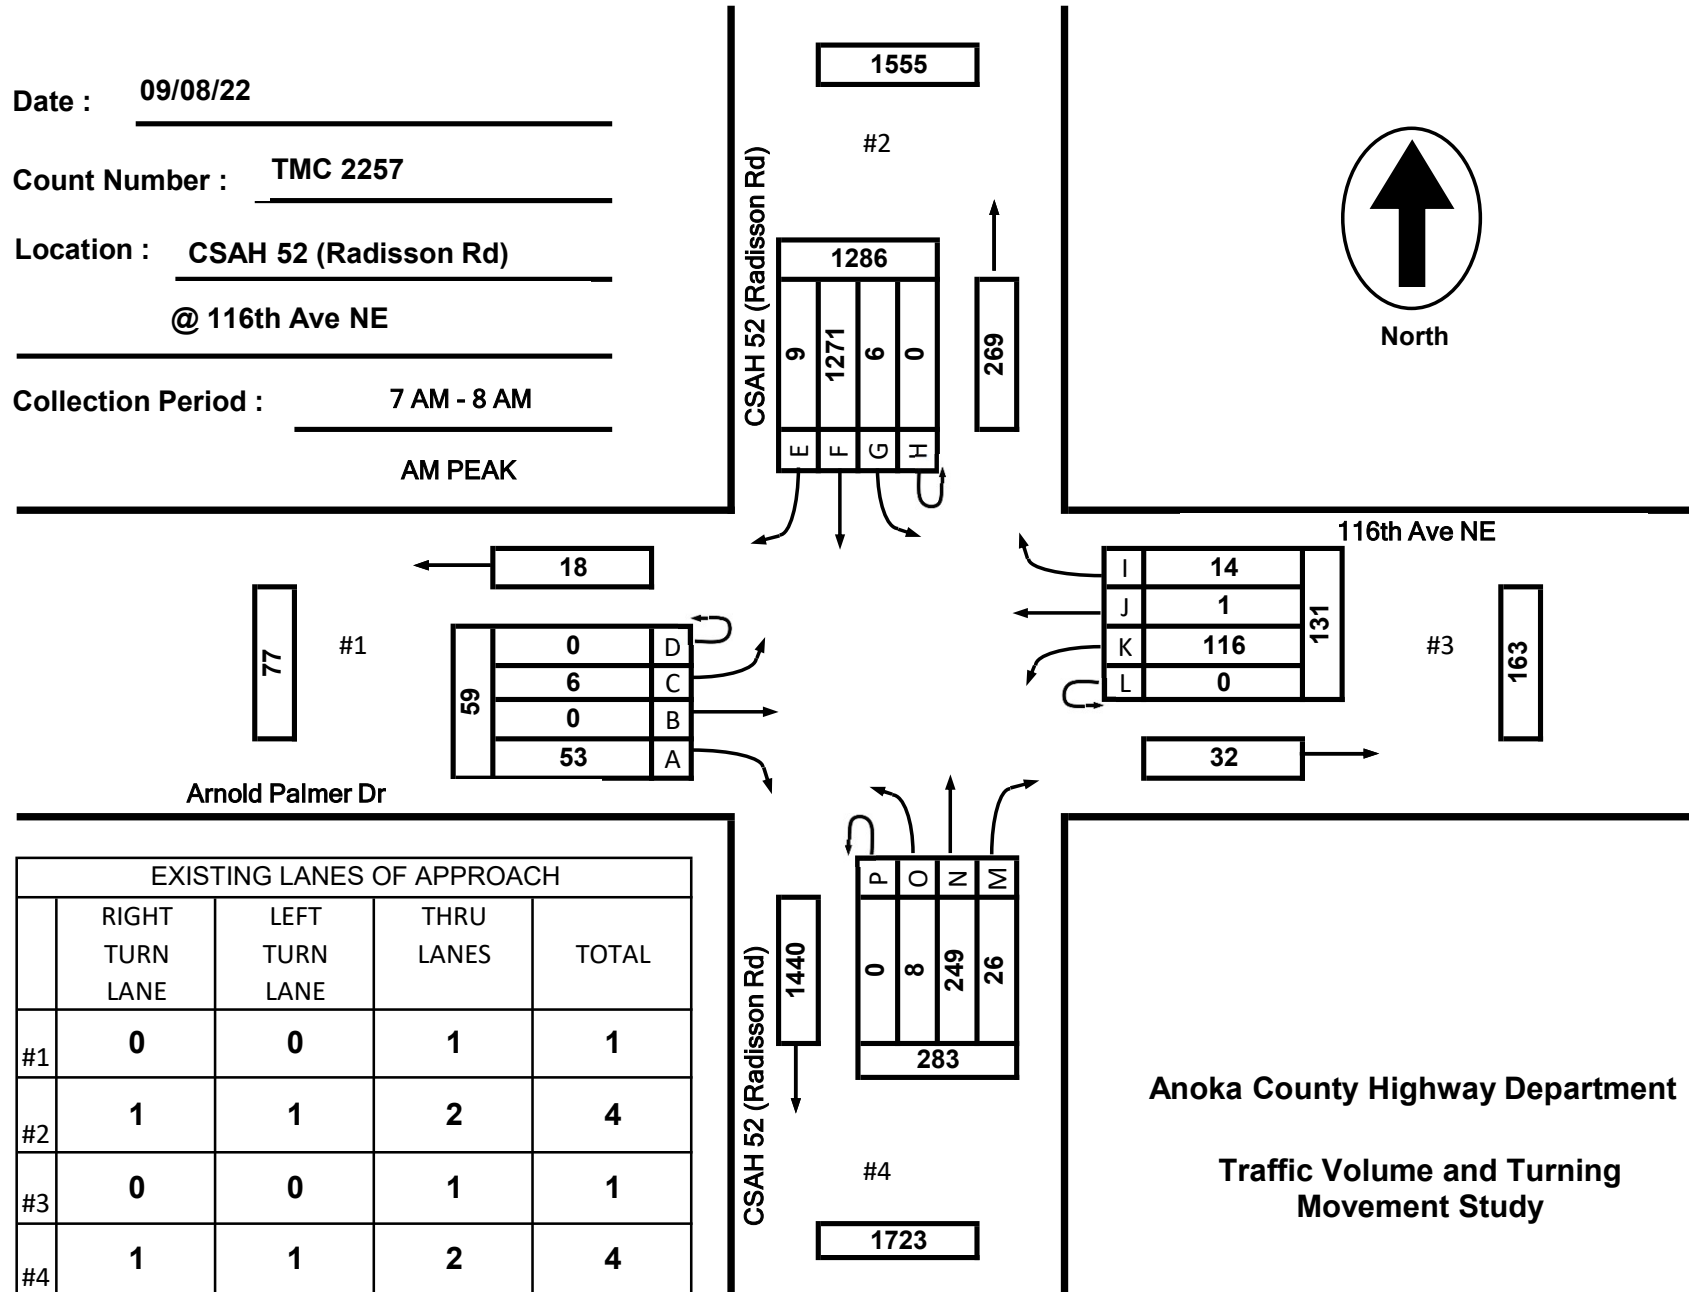 Date : 09/08/22
Count Number : TMC 2257
Location : CSAH 52 (Radisson Rd)
@ 116th Ave NE
Collection Period : 7 AM - 8 AM
AM PEAK
1555
#2
CSAH 52 (Radisson Rd)
1286
9 1271 6 0
E F G H
269
North
116th Ave NE
18
77
#1
59
0 D
6 C
0 B
53 A
Arnold Palmer Dr
I 14
J 1
K 116
L 0
131
#3
163
32
P O N M
0 8 249 26
283
1440
CSAH 52 (Radisson Rd)
#4
1723
EXISTING LANES OF APPROACH
RIGHT LEFT THRU
TURN TURN LANES TOTAL
LANE LANE
#1 0 0 1 1
#2 1 1 2 4
#3 0 0 1 1
#4 1 1 2 4
Anoka County Highway Department
Traffic Volume and Turning
Movement Study